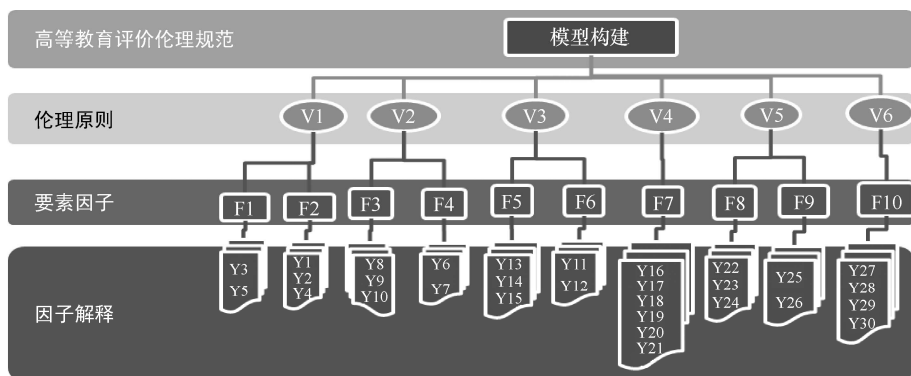 高等教育评价伦理规范
模型构建
伦理原则
V1 V2 V3 V4 V5 V6
要素因子
F1 F2 F3 F4 F5 F6 F7 F8 F9 F10
因子解释
Y3
Y5
Y1
Y2
Y4
Y8
Y9
Y10
Y6
Y7
Y13
Y14
Y15
Y11
Y12
Y16
Y17
Y18
Y19
Y20
Y21
Y22
Y23
Y24
Y25
Y26
Y27
Y28
Y29
Y30